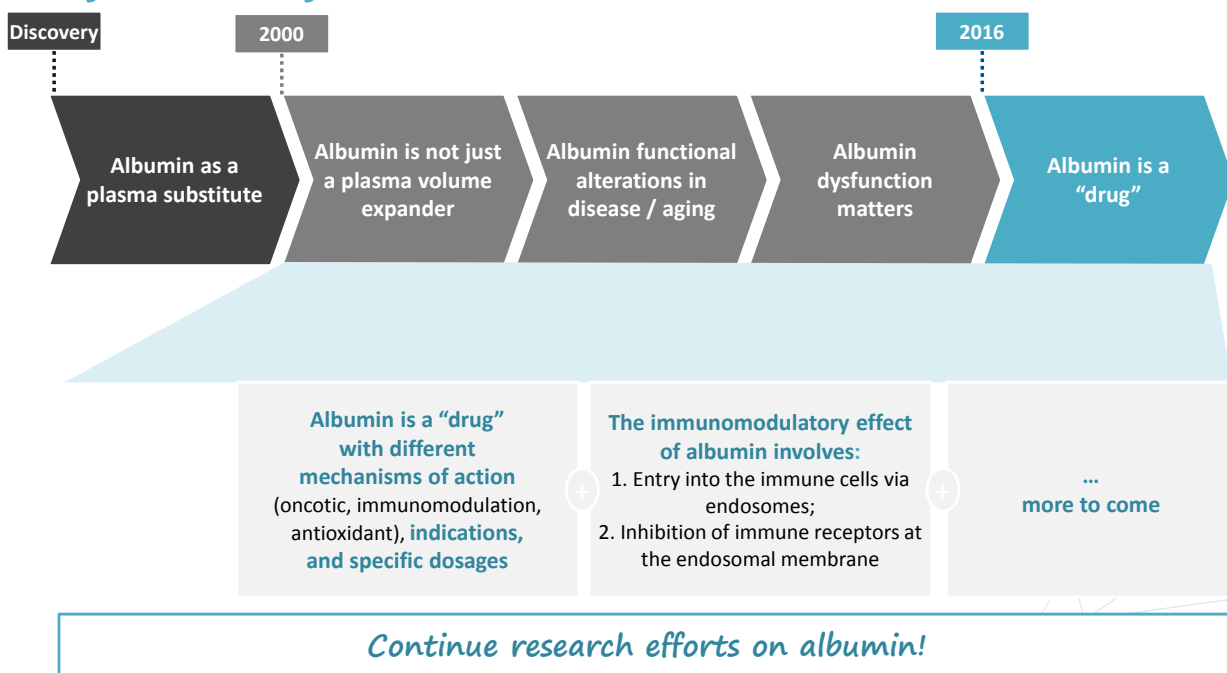 Discovery
2000
2016
Albumin as a
plasma substitute
Albumin is not just
a plasma volume
expander
Albumin functional
alterations in
disease / aging
Albumin
dysfunction
matters
Albumin is a
“drug”
Albumin is a “drug”
with different
mechanisms of action
(oncotic, immunomodulation,
antioxidant), indications,
and specific dosages
+
The immunomodulatory effect
of albumin involves:
1. Entry into the immune cells via
endosomes;
2. Inhibition of immune receptors at
the endosomal membrane
+
...
more to come
Continue research efforts on albumin!